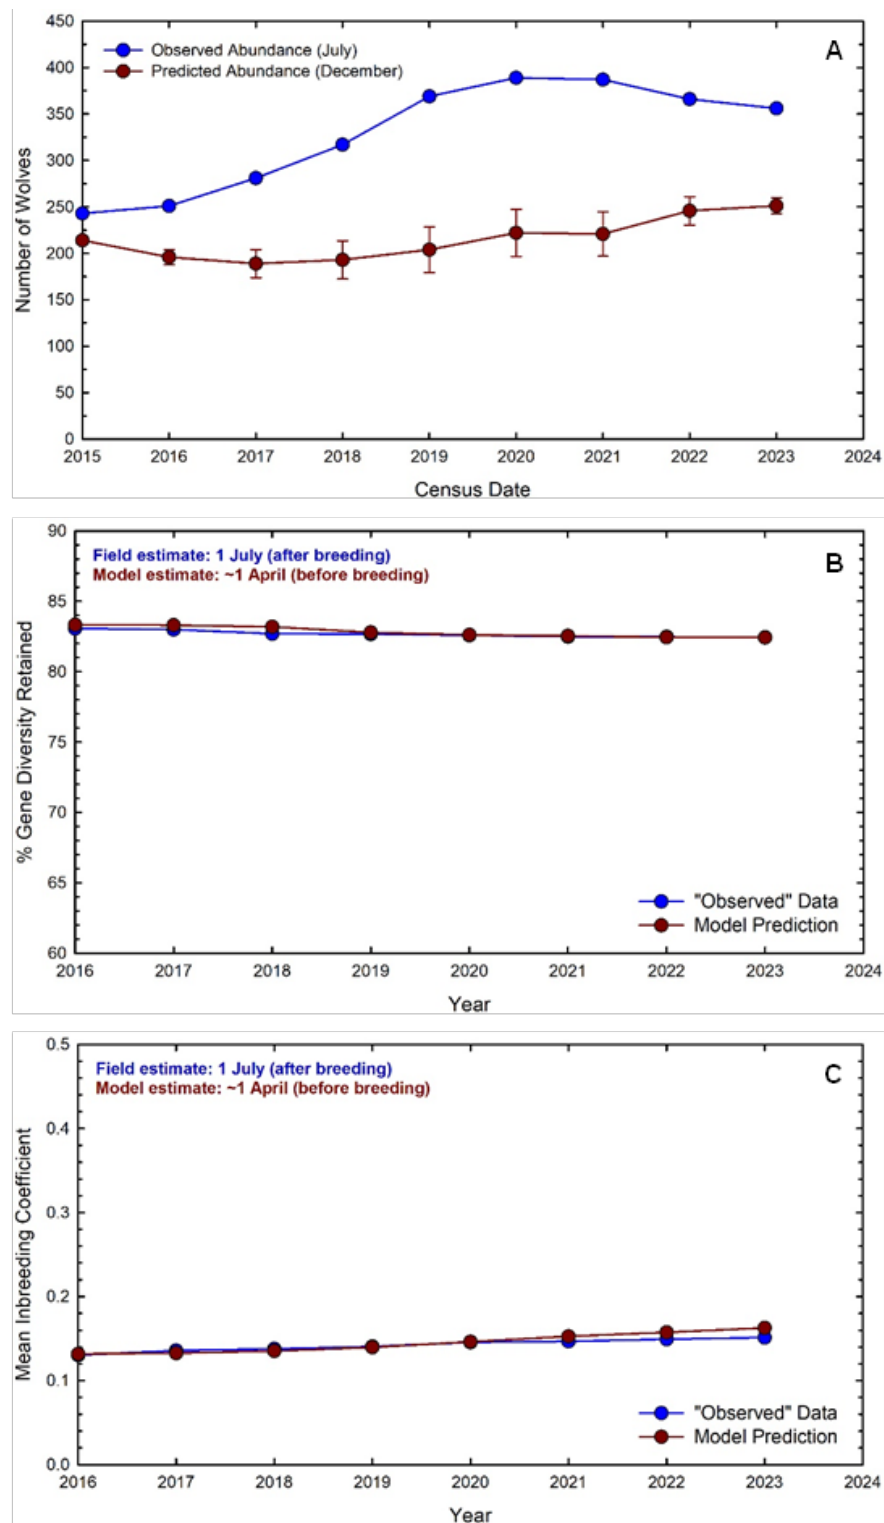 450
400
350
300
250
200
150
100
50
0
Number of Wolves
Observed Abundance (July)
Predicted Abundance (December)
A
2015 2016 2017 2018 2019 2020 2021 2022 2023 2024
Census Date
90
85
80
75
70
65
60
% Gene Diversity Retained
Field estimate: 1 July (after breeding)
Model estimate: ~1 April (before breeding)
B
"Observed" Data
Model Prediction
2016 2017 2018 2019 2020 2021 2022 2023 2024
Year
0.5
0.4
0.3
0.2
0.1
0.0
Mean Inbreeding Coefficient
Field estimate: 1 July (after breeding)
Model estimate: ~1 April (before breeding)
C
"Observed" Data
Model Prediction
2016 2017 2018 2019 2020 2021 2022 2023 2024
Year